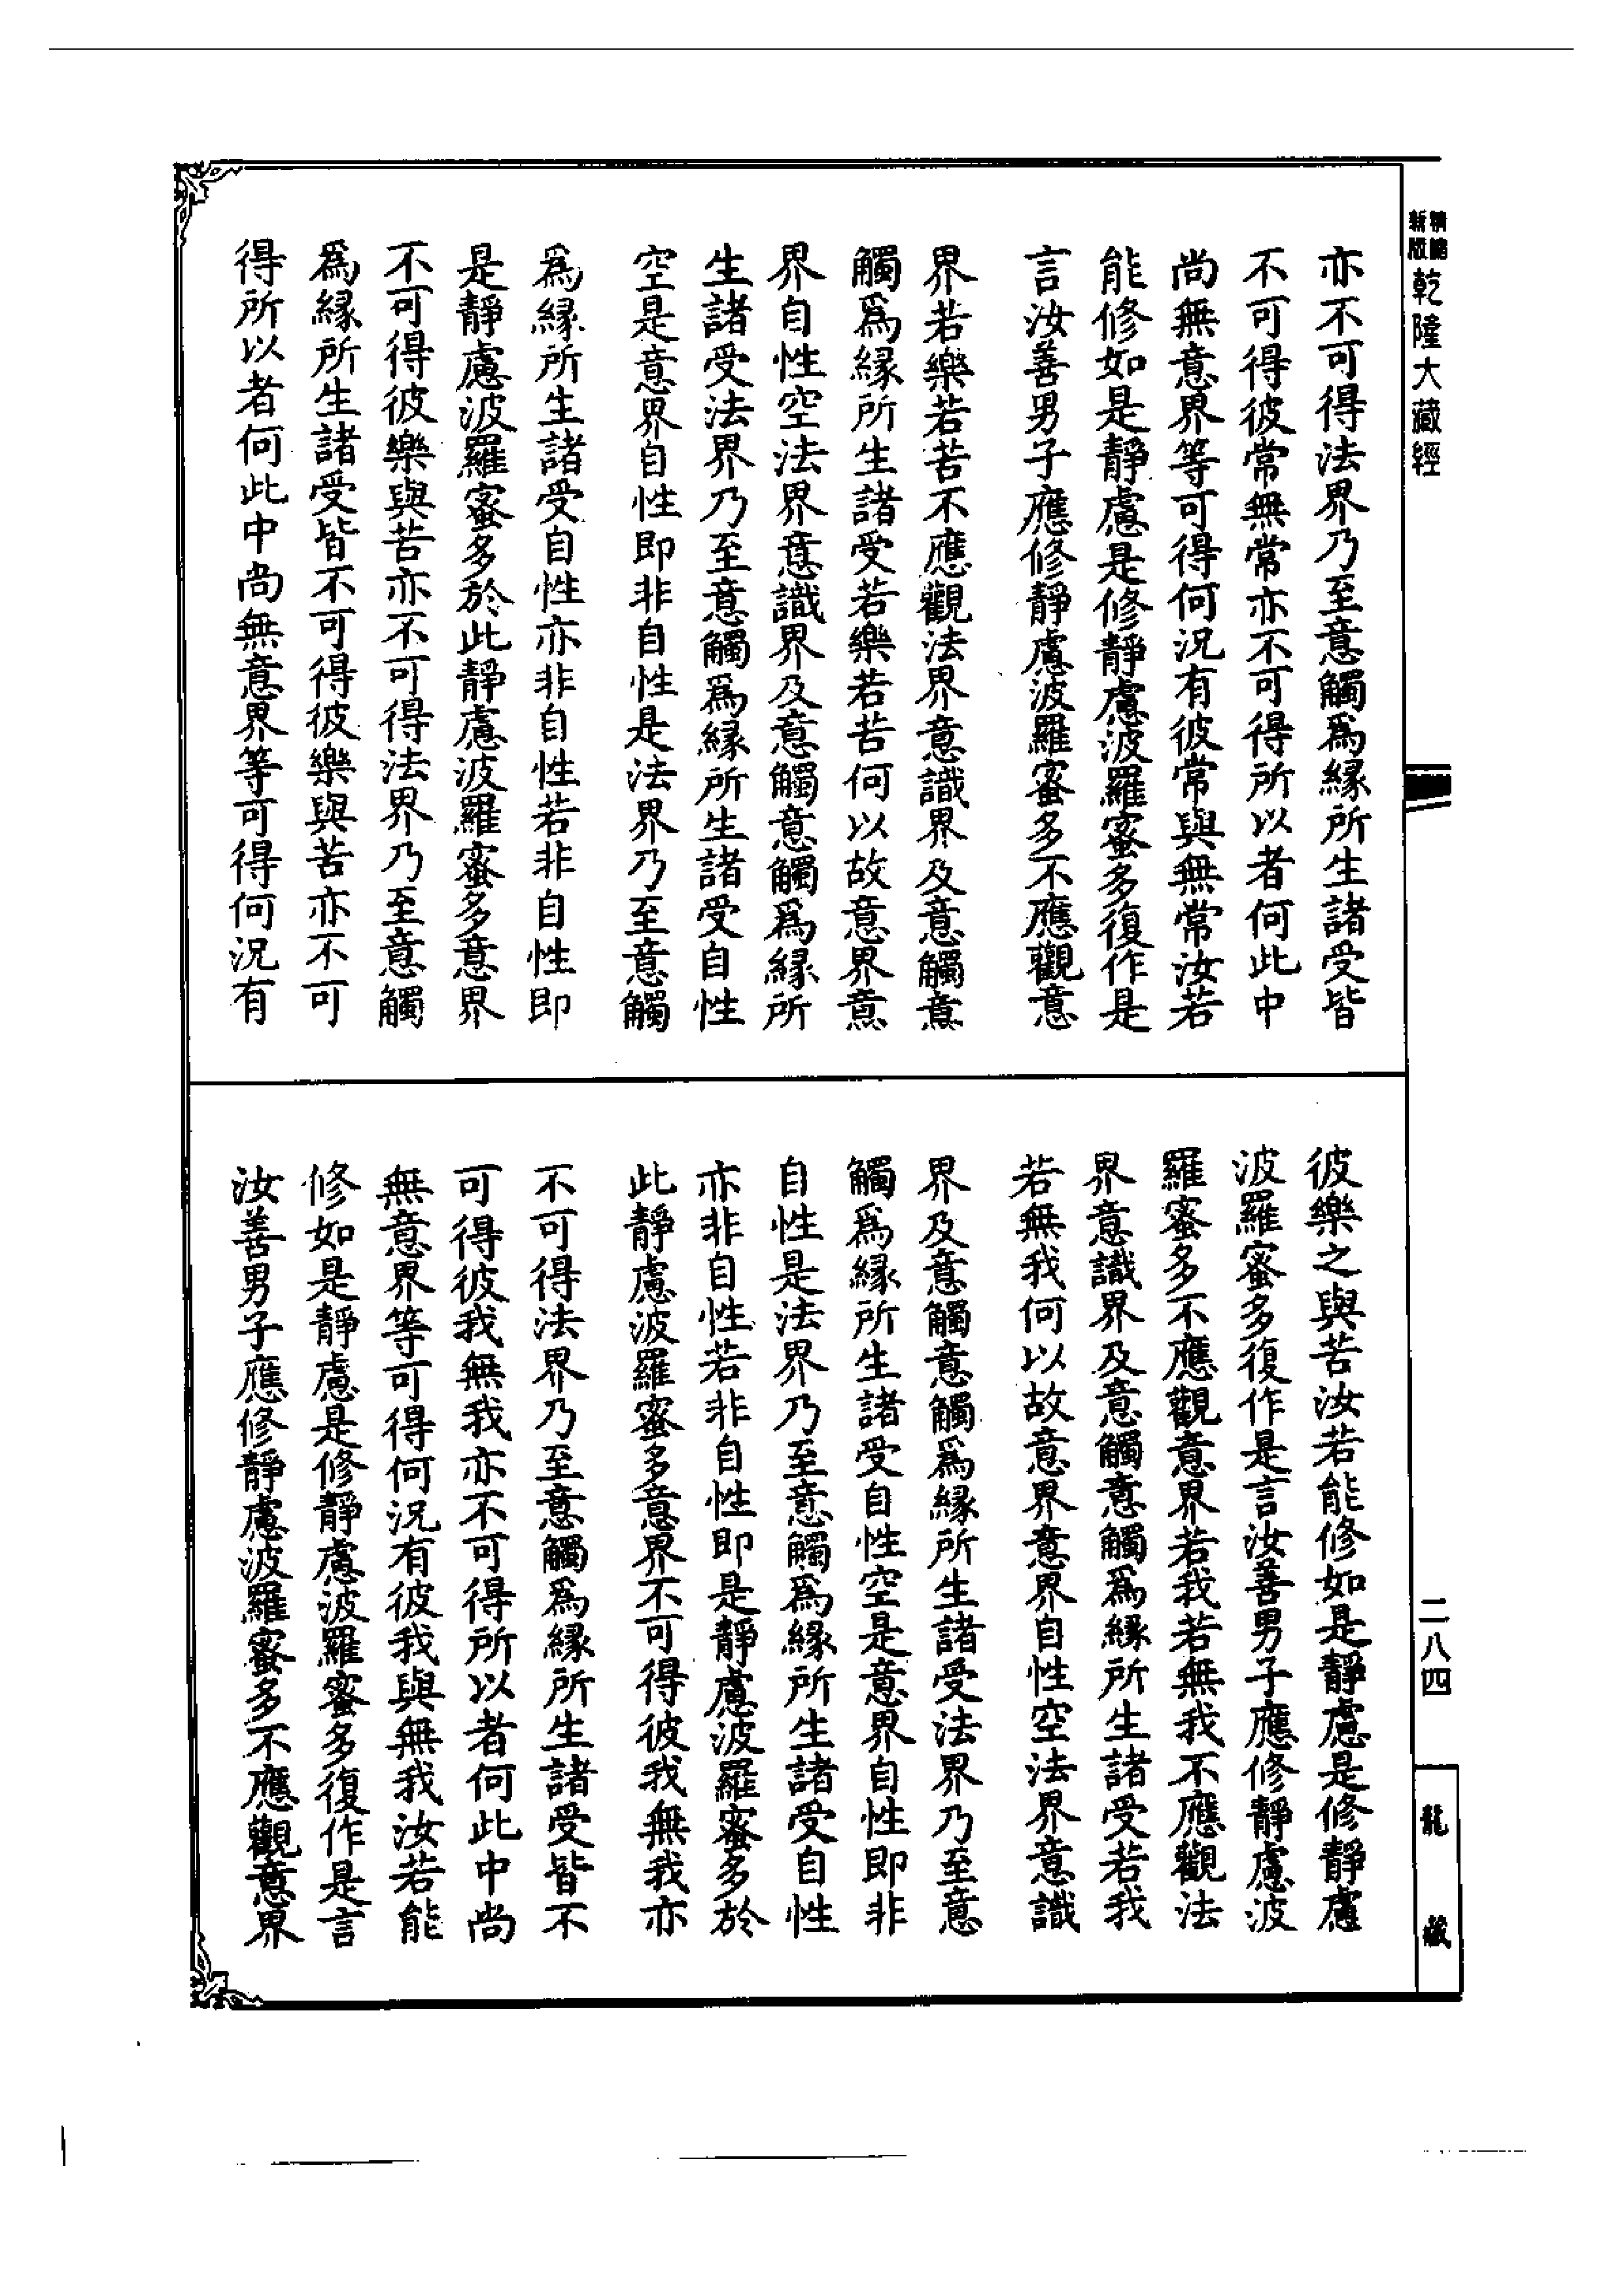 新版 精縮 乾隆大藏經
亦不可得法界乃至意觸爲緣所生諸受皆
不可得彼常無常亦不可得所以者何此中
尚無意界等可得何況有彼常與無常汝若
能修如是靜慮是修靜慮波羅蜜多復作是
言汝善男子應修靜慮波羅蜜多不應觀意
界若樂若苦不應觀法界意識界及意觸意
觸爲緣所生諸受若樂若苦何以故意界意
界自性空法界意識界及意觸意觸爲緣所
生諸受法界乃至意觸爲緣所生諸受自性
空是意界自性即非自性是法界乃至意觸
爲緣所生諸受自性亦非自性若非自性即
是靜慮波羅蜜多於此靜慮波羅蜜多意界
不可得彼樂與苦亦不可得法界乃至意觸
爲緣所生諸受皆不可得彼樂與苦亦不可
得所以者何此中尚無意界等可得何況有
彼樂之與苦汝若能修如是靜慮是修靜慮
波羅蜜多復作是言汝善男子應修靜慮波
羅蜜多不應觀意界若我若無我不應觀法
界意識界及意觸意觸爲緣所生諸受若我
若無我何以故意界意界自性空法界意識
界及意觸意觸爲緣所生諸受法界乃至意
觸爲緣所生諸受自性空是意界自性即非
自性是法界乃至意觸爲緣所生諸受自性
亦非自性若非自性即是靜慮波羅蜜多於
此靜慮波羅蜜多意界不可得彼我無我亦
不可得法界乃至意觸爲緣所生諸受皆不
可得彼我無我亦不可得所以者何此中尚
無意界等可得何況有彼我與無我汝若能
修如是靜慮是修靜慮波羅蜜多復作是言
汝善男子應修靜慮波羅蜜多不應觀意界
二八四
龍藏